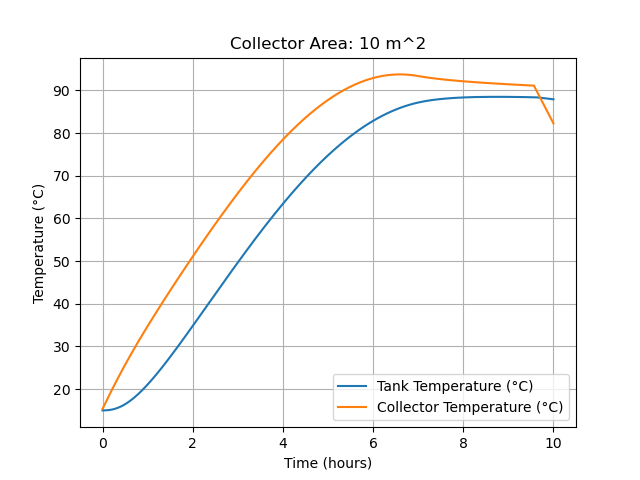 Collector Area: 10 m^2
Temperature (°C)
90
80
70
60
50
40
30
20
Tank Temperature (°C)
Collector Temperature (°C)
0 2 4 6 8 10
Time (hours)